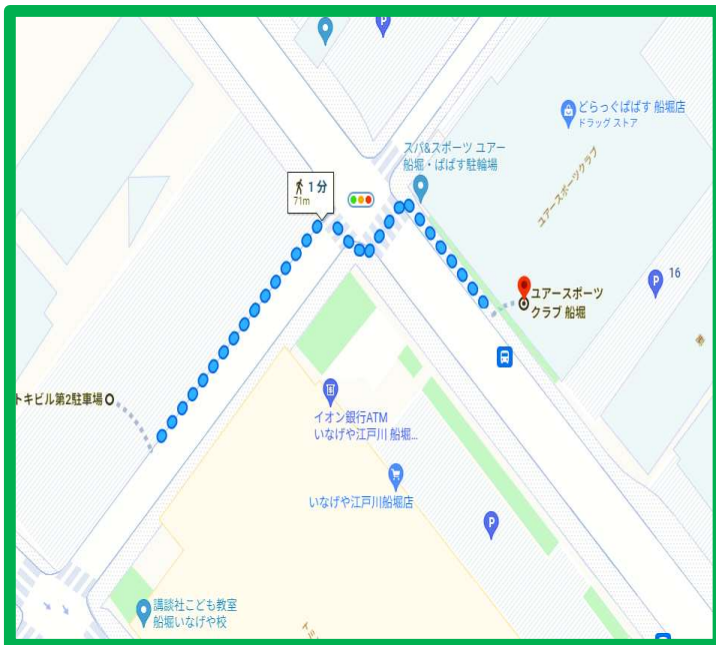 P
どらっぐぱぱす 船堀店
ドラッグ ストア
スパ&スポーツ ユアー
船堀・ぱぱす駐輪場
ユアースポーツクラブ
1 分
71m
P
16
ユアースポーツ
クラブ 船堀
トキビル第2駐車場
イオン銀行ATM
いなげや江戸川 船堀...
いなげや江戸川船堀店
P
講談社こども教室
船堀いなげや校